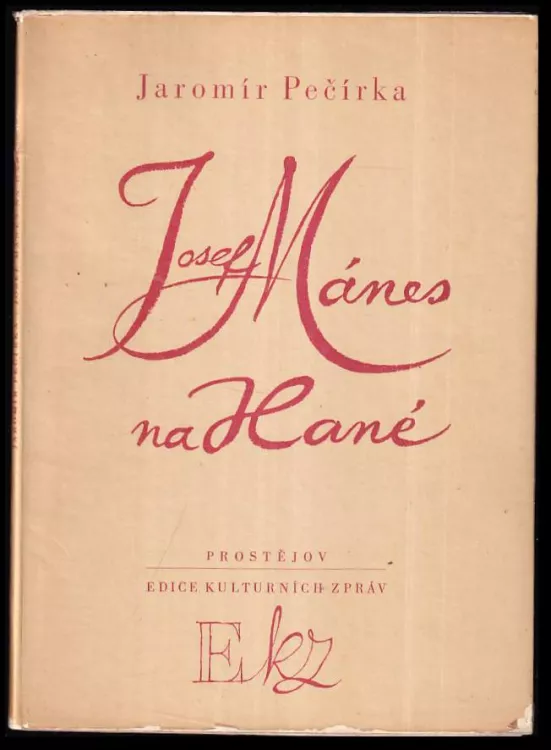 Jaromír Pečírka
Josef Mánes
na Hané
PROSTĚJOV
EDICE KULTURNÍCH ZPRÁV
Ekz